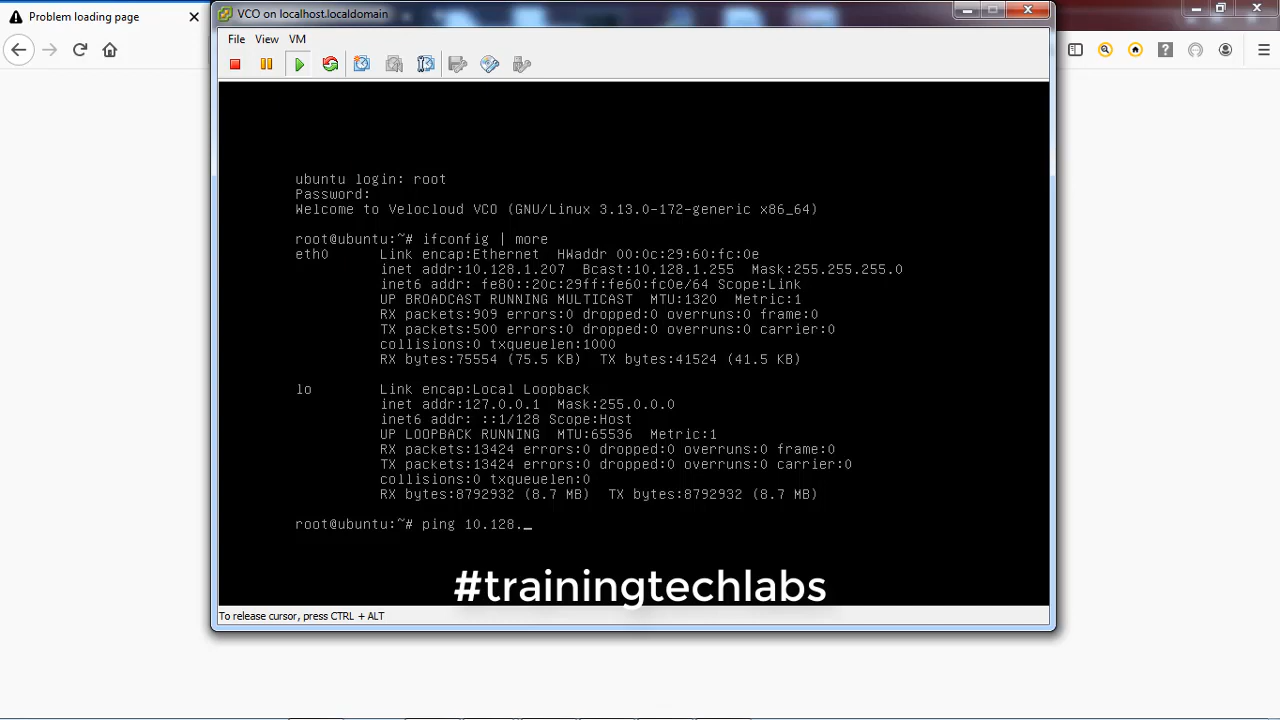 Problem loading page
VCO on localhost.localdomain
File View VM
ubuntu login: root
Password:
Welcome to Velocloud VCO (GNU/Linux 3.13.0-172-generic x86_64)
root@ubuntu:~# ifconfig | more
eth0 Link encap:Ethernet HWaddr 00:0c:29:60:fc:0e
inet addr:10.128.1.207 Bcast:10.128.1.255 Mask:255.255.255.0
inet6 addr: fe80::20c:29ff:fe60:fc0e/64 Scope:Link
UP BROADCAST RUNNING MULTICAST MTU:1320 Metric:1
RX packets:909 errors:0 dropped:0 overruns:0 frame:0
TX packets:500 errors:0 dropped:0 overruns:0 carrier:0
collisions:0 txqueuelen:1000
RX bytes:75554 (75.5 KB) TX bytes:41524 (41.5 KB)
lo Link encap:Local Loopback
inet addr:127.0.0.1 Mask:255.0.0.0
inet6 addr: ::1/128 Scope:Host
UP LOOPBACK RUNNING MTU:65536 Metric:1
RX packets:13424 errors:0 dropped:0 overruns:0 frame:0
TX packets:13424 errors:0 dropped:0 overruns:0 carrier:0
collisions:0 txqueuelen:0
RX bytes:8792932 (8.7 MB) TX bytes:8792932 (8.7 MB)
root@ubuntu:~# ping 10.128._
#trainingtechlabs
To release cursor, press CTRL + ALT